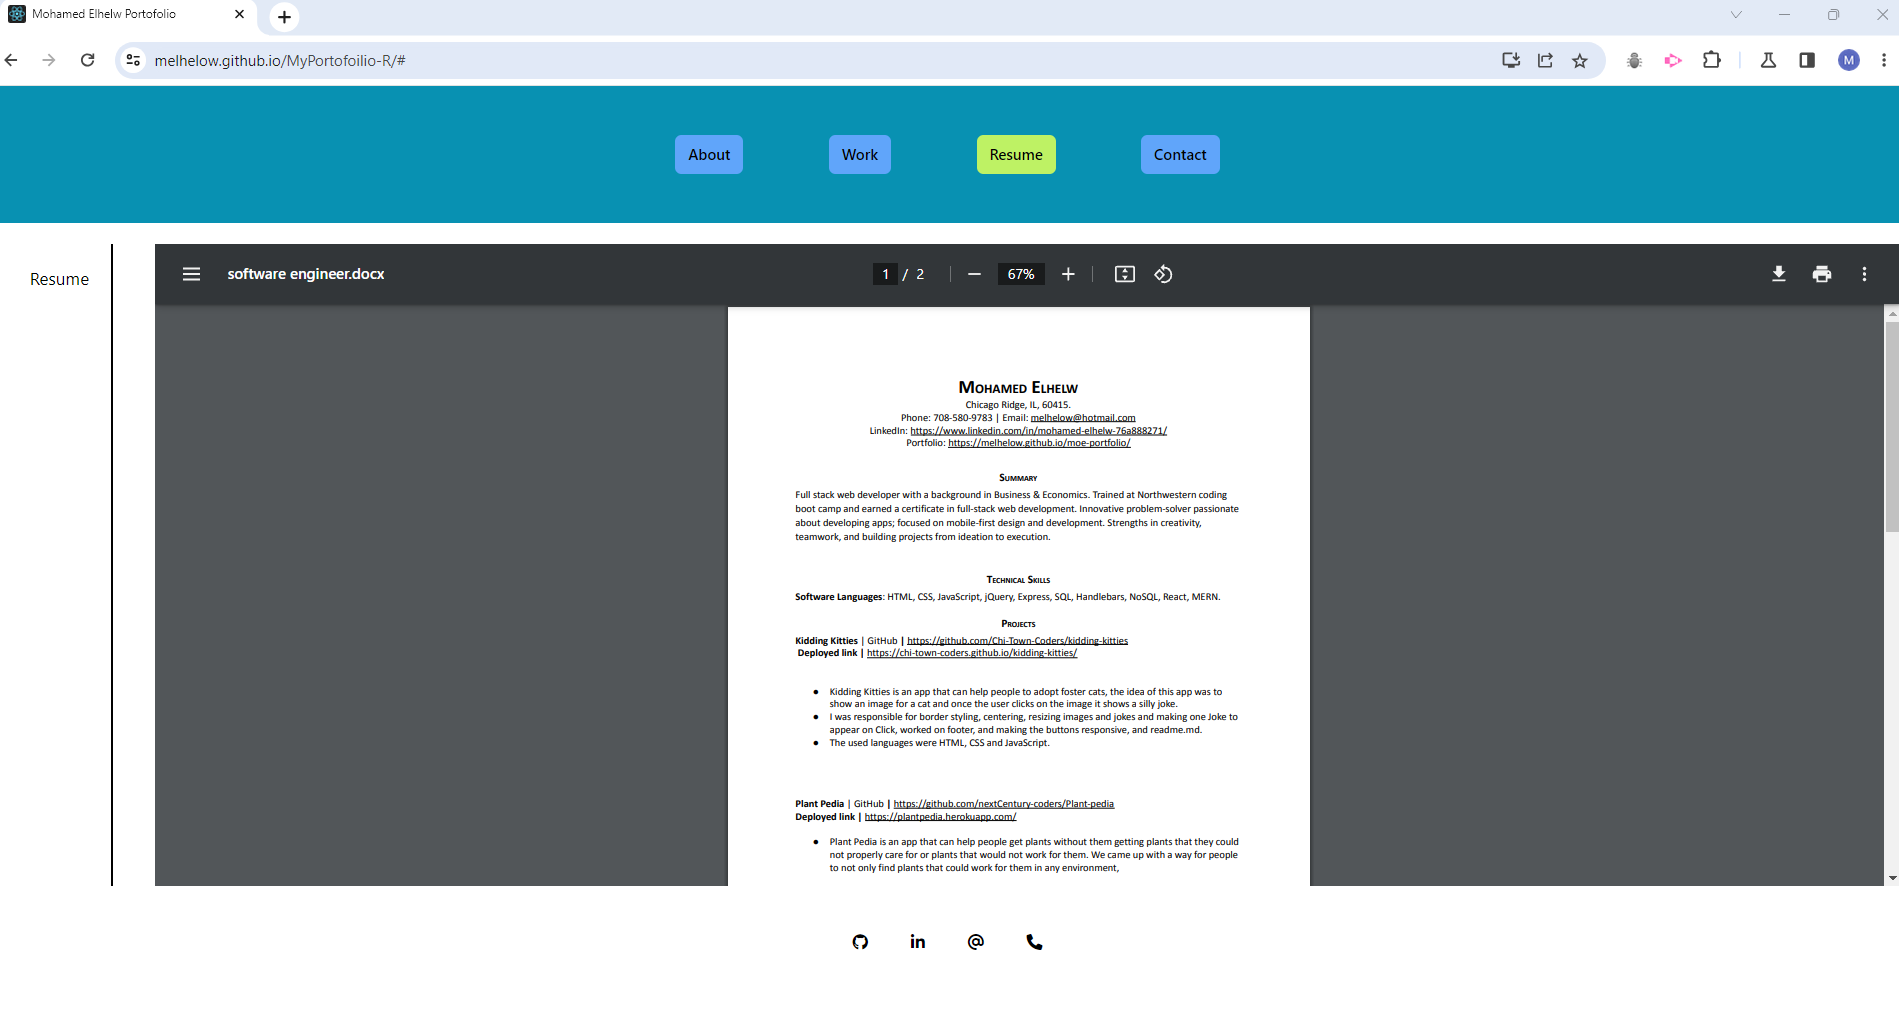 Mohamed Elhelw Portofolio
melhelow.github.io/MyPortofoilio-R/#
M
About
Work
Resume
Contact
Resume
software engineer.docx
1 / 2
67%
MOHAMED ELHELW
Chicago Ridge, IL, 60415.
Phone: 708-580-9783 | Email: melhelow@hotmail.com
LinkedIn: https://www.linkedin.com/in/mohamed-elhelw-76a888271/
Portfolio: https://melhelow.github.io/moe-portfolio/
SUMMARY
Full stack web developer with a background in Business & Economics. Trained at Northwestern coding
boot camp and earned a certificate in full-stack web development. Innovative problem-solver passionate
about developing apps; focused on mobile-first design and development. Strengths in creativity,
teamwork, and building projects from ideation to execution.
TECHNICAL SKILLS
Software Languages: HTML, CSS, JavaScript, jQuery, Express, SQL, Handlebars, NoSQL, React, MERN.
PROJECTS
Kidding Kitties | GitHub | https://github.com/Chi-Town-Coders/kidding-kitties
Deployed link | https://chi-town-coders.github.io/kidding-kitties/
● Kidding Kitties is an app that can help people to adopt foster cats, the idea of this app was to
show an image for a cat and once the user clicks on the image it shows a silly joke.
● I was responsible for border styling, centering, resizing images and jokes and making one Joke to
appear on Click, worked on footer, and making the buttons responsive, and readme.md.
● The used languages were HTML, CSS and JavaScript.
Plant Pedia | GitHub | https://github.com/nextCentury-coders/Plant-pedia
Deployed link | https://plantpedia.herokuapp.com/
● Plant Pedia is an app that can help people get plants without them getting plants that they could
not properly care for or plants that would not work for them. We came up with a way for people
to not only find plants that could work for them in any environment,